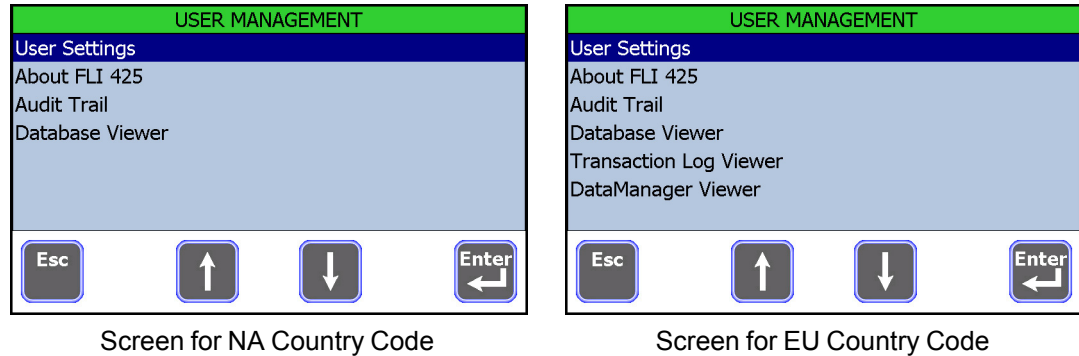 USER MANAGEMENT
User Settings
About FLI 425
Audit Trail
Database Viewer
Esc
Enter
Screen for NA Country Code
USER MANAGEMENT
User Settings
About FLI 425
Audit Trail
Database Viewer
Transaction Log Viewer
DataManager Viewer
Esc
Enter
Screen for EU Country Code